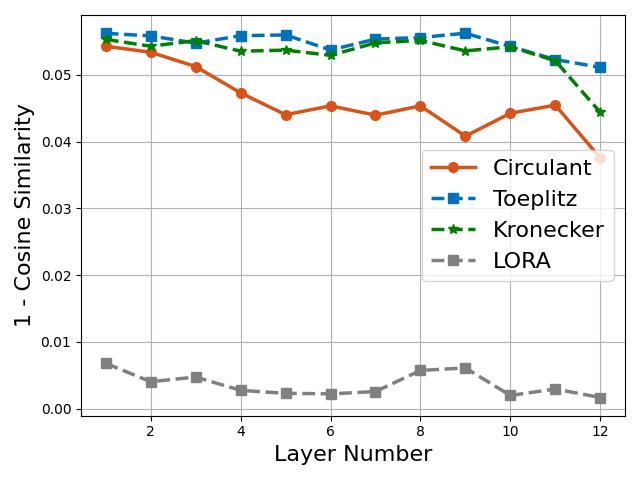 1 - Cosine Similarity
0.05
0.04
0.03
0.02
0.01
0.00
Circulant
Toeplitz
Kronecker
LORA
2 4 6 8 10 12
Layer Number